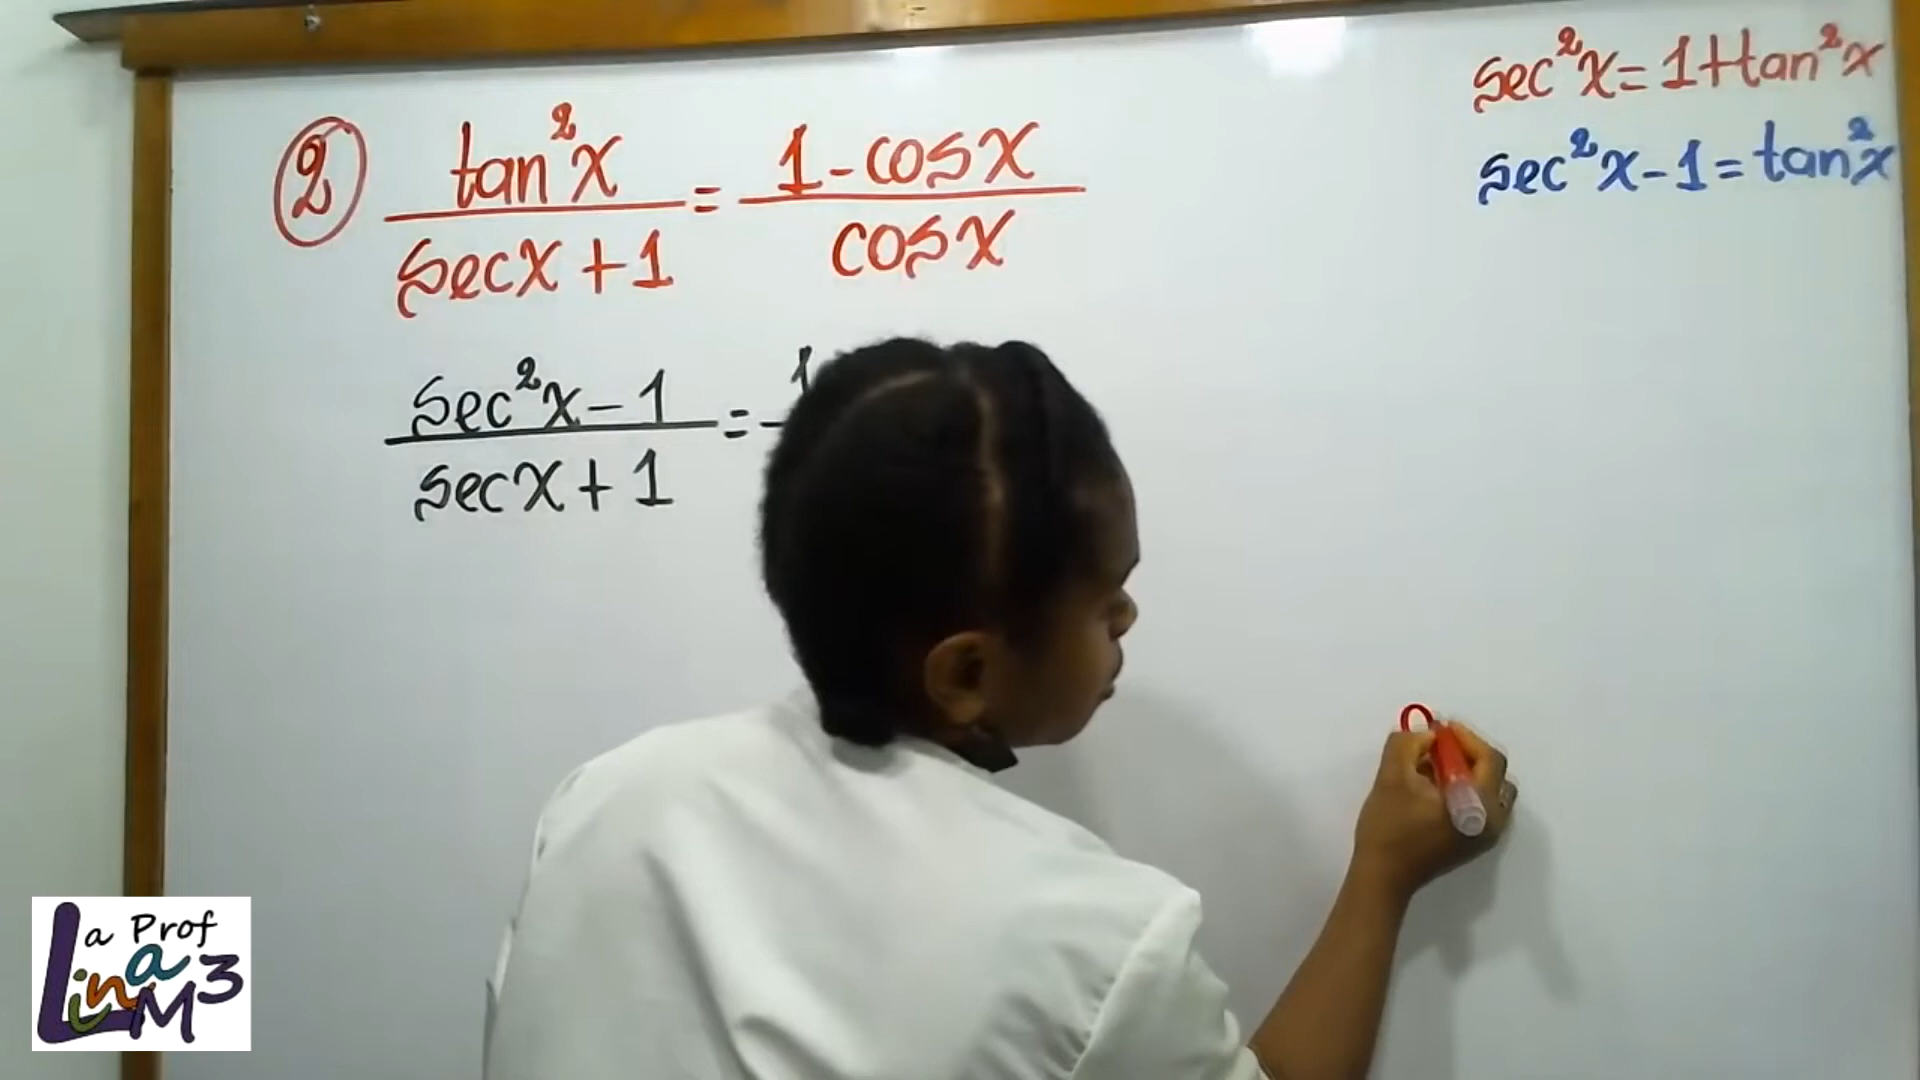 ② tan²x / secx + 1 = 1 - cosx / cosx
sec²x - 1 / secx + 1 = 1
sec²x = 1 + tan²x
sec²x - 1 = tan²x
La Prof
Lina M3